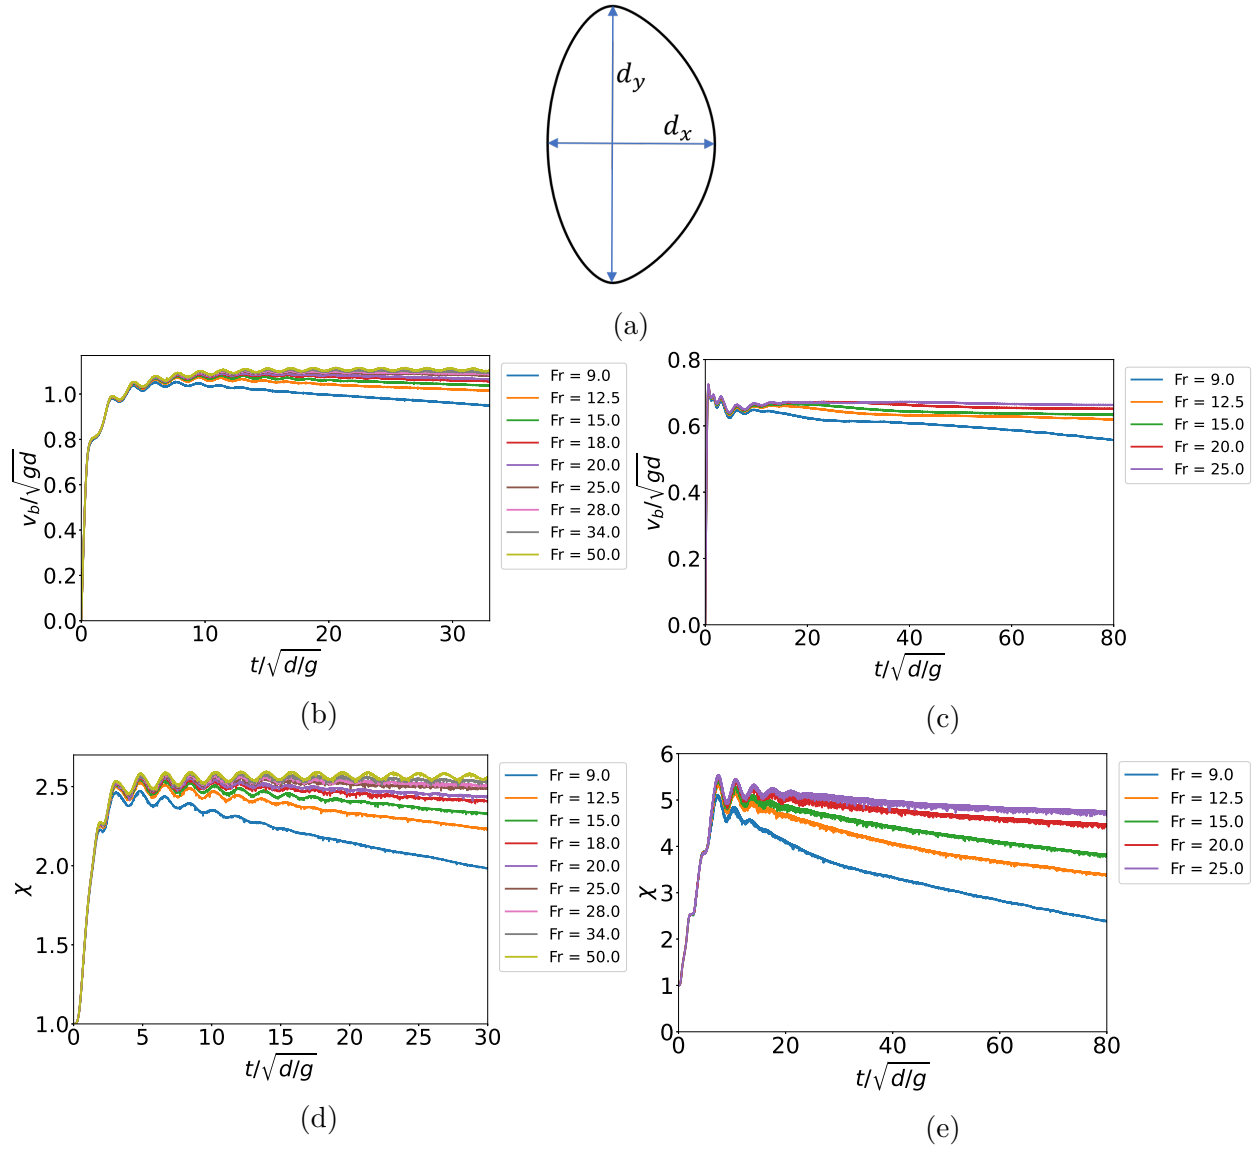 d_y
d_x
(a)
v_b/√gd
1.0
0.8
0.6
0.4
0.2
0.0
0 10 20 30
t/√d/g
Fr = 9.0
Fr = 12.5
Fr = 15.0
Fr = 18.0
Fr = 20.0
Fr = 25.0
Fr = 28.0
Fr = 34.0
Fr = 50.0
(b)
v_b/√gd
0.8
0.6
0.4
0.2
0.0
0 20 40 60 80
t/√d/g
Fr = 9.0
Fr = 12.5
Fr = 15.0
Fr = 20.0
Fr = 25.0
(c)
χ
2.5
2.0
1.5
1.0
0 5 10 15 20 25 30
t/√d/g
Fr = 9.0
Fr = 12.5
Fr = 15.0
Fr = 18.0
Fr = 20.0
Fr = 25.0
Fr = 28.0
Fr = 34.0
Fr = 50.0
(d)
χ
6
5
4
3
2
1
0
0 20 40 60 80
t/√d/g
Fr = 9.0
Fr = 12.5
Fr = 15.0
Fr = 20.0
Fr = 25.0
(e)